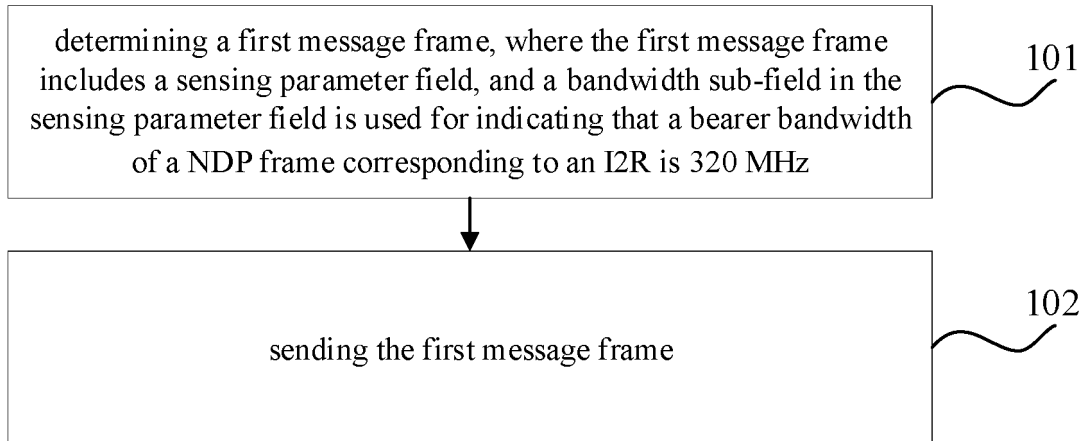 determining a first message frame, where the first message frame
includes a sensing parameter field, and a bandwidth sub-field in the
sensing parameter field is used for indicating that a bearer bandwidth
of a NDP frame corresponding to an I2R is 320 MHz
101
sending the first message frame
102